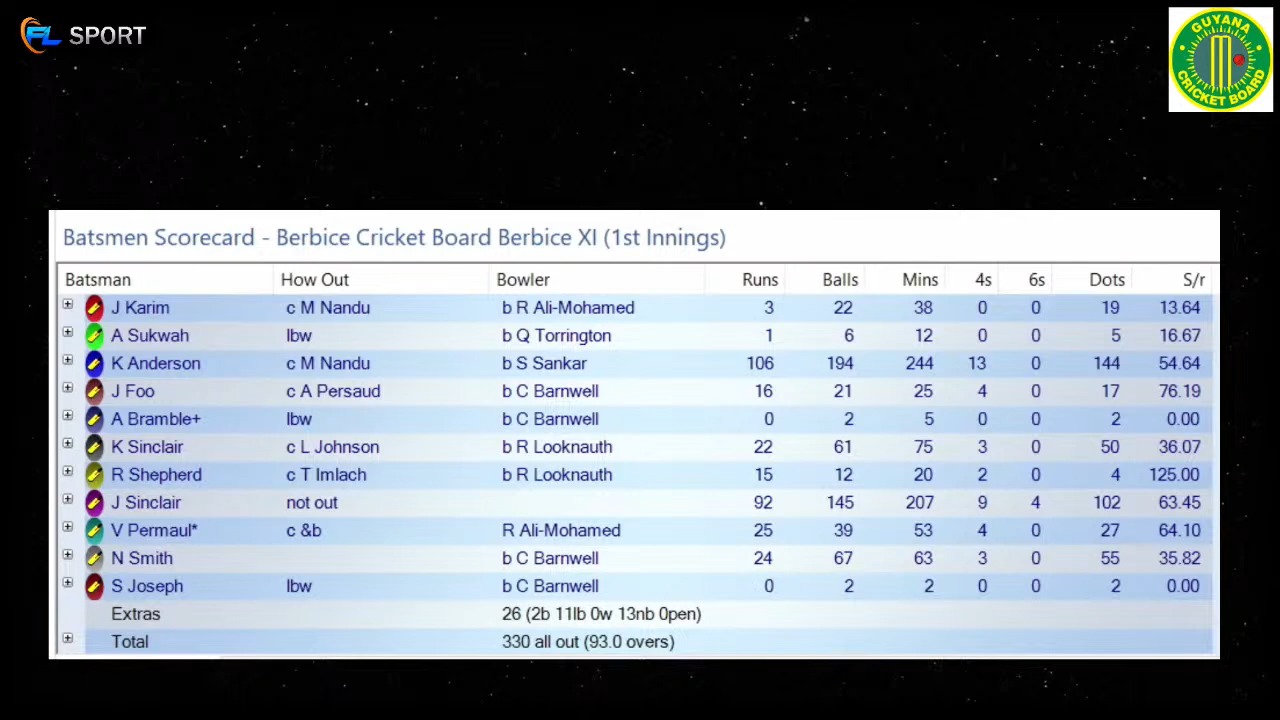 FL SPORT
GUYANA
CRICKET BOARD
Batsmen Scorecard - Berbice Cricket Board Berbice XI (1st Innings)
Batsman How Out Bowler Runs Balls Mins 4s 6s Dots S/r
J Karim c M Nandu b R Ali-Mohamed 3 22 38 0 0 19 13.64
A Sukwah lbw b Q Torrington 1 6 12 0 0 5 16.67
K Anderson c M Nandu b S Sankar 106 194 244 13 0 144 54.64
J Foo c A Persaud b C Barnwell 16 21 25 4 0 17 76.19
A Bramble+ lbw b C Barnwell 0 2 5 0 0 2 0.00
K Sinclair c L Johnson b R Looknauth 22 61 75 3 0 50 36.07
R Shepherd c T Imlach b R Looknauth 15 12 20 2 0 4 125.00
J Sinclair not out 92 145 207 9 4 102 63.45
V Permaul* c &b R Ali-Mohamed 25 39 53 4 0 27 64.10
N Smith b C Barnwell 24 67 63 3 0 55 35.82
S Joseph lbw b C Barnwell 0 2 2 0 0 2 0.00
Extras 26 (2b 11lb 0w 13nb 0pen)
Total 330 all out (93.0 overs)